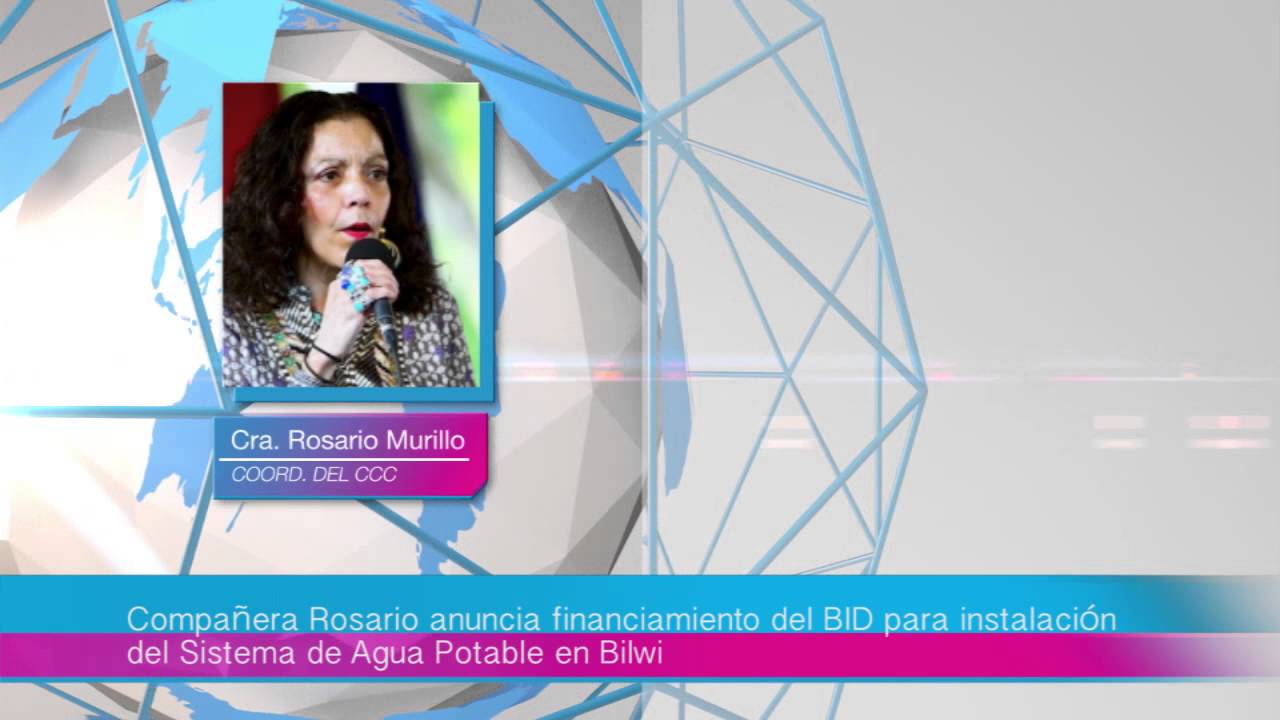 Cra. Rosario Murillo
COORD. DEL CCC
Compañera Rosario anuncia financiamiento del BID para instalación
del Sistema de Agua Potable en Bilwi